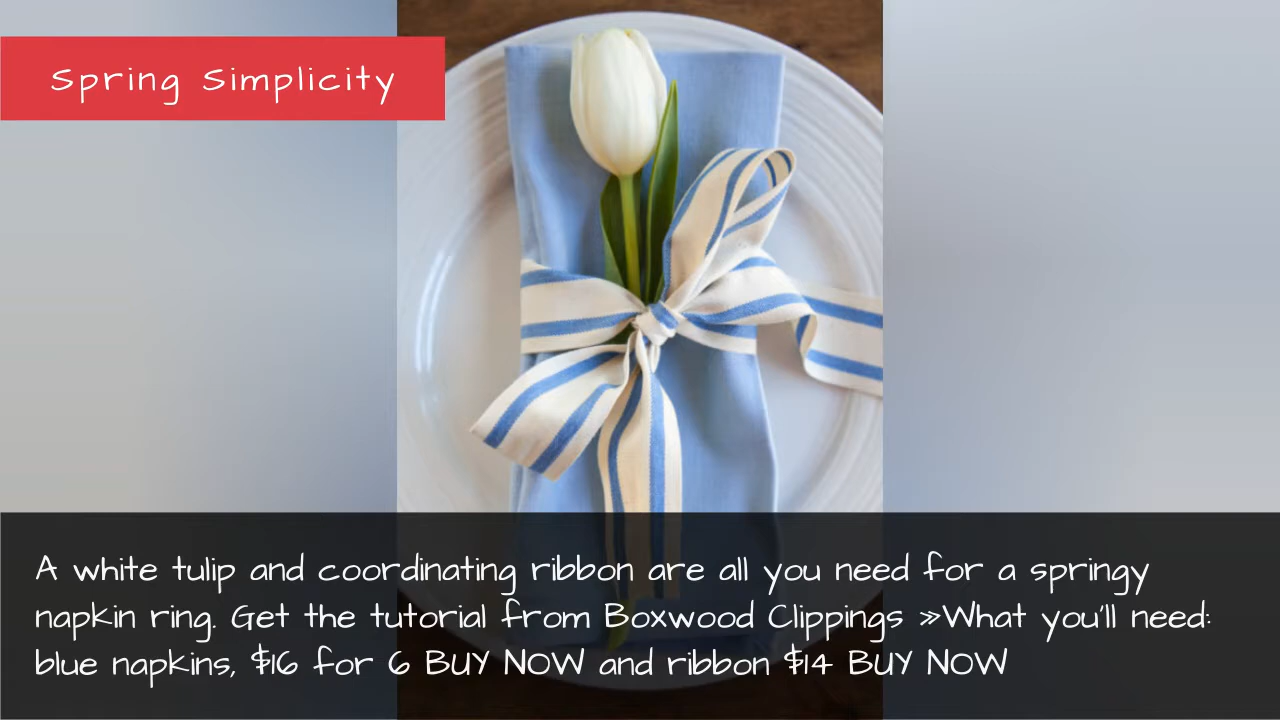 Spring Simplicity
A white tulip and coordinating ribbon are all you need for a springy
napkin ring. Get the tutorial from Boxwood Clippings »What you'll need:
blue napkins, $16 for 6 BUY NOW and ribbon $14 BUY NOW